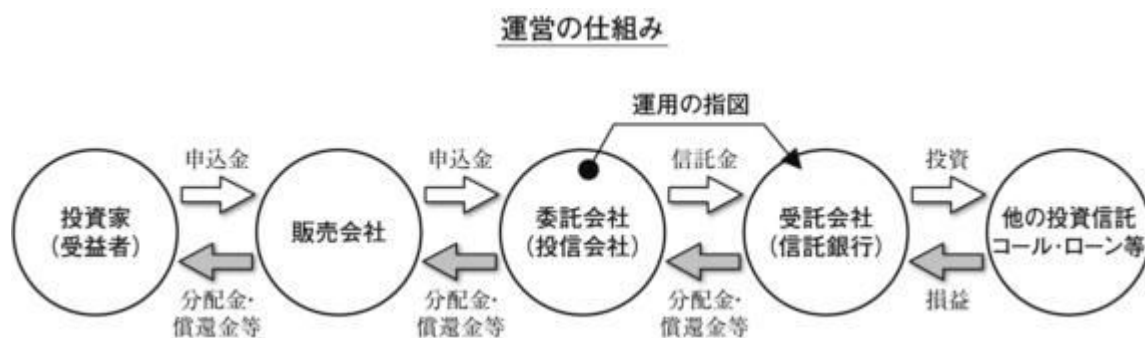 運営の仕組み
運用の指図
申込金
申込金
信託金
投資
投資家
（受益者）
販売会社
委託会社
（投信会社）
受託会社
（信託銀行）
他の投資信託
コール・ローン等
分配金・
償還金等
分配金・
償還金等
分配金・
償還金等
損益